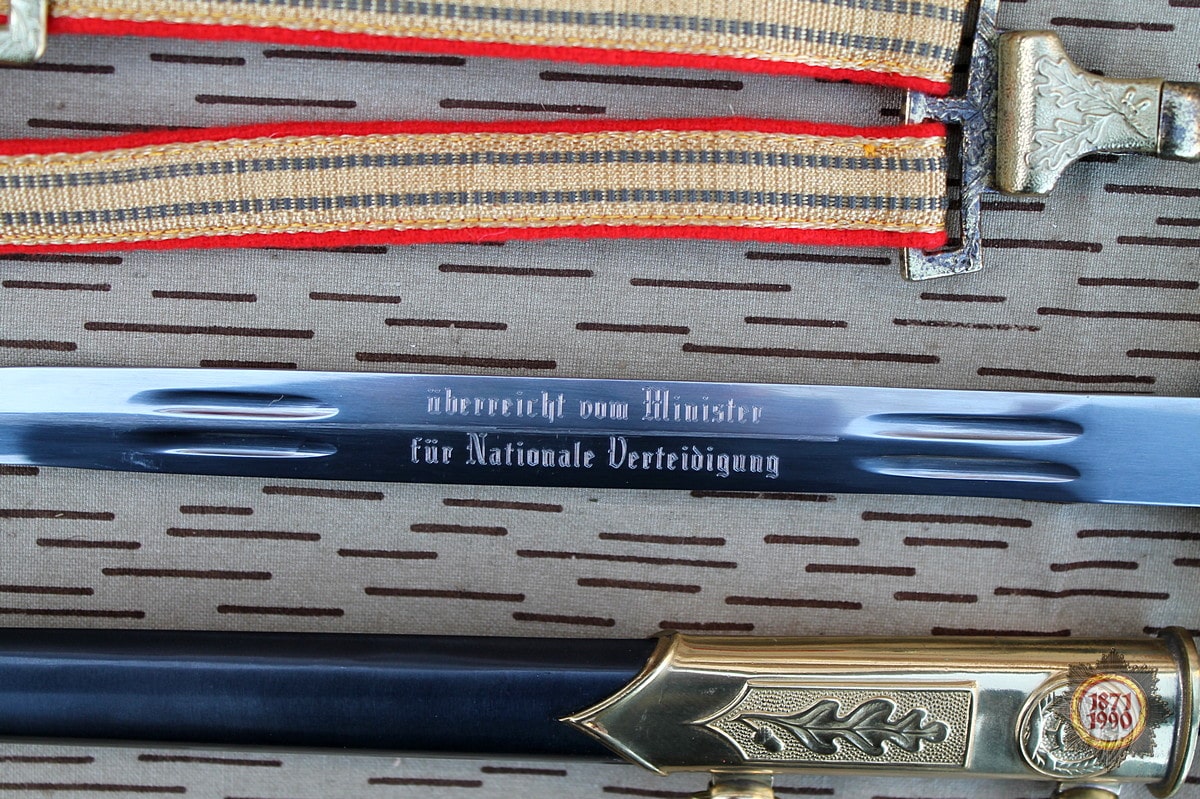 überreicht vom Minister
für Nationale Verteidigung
1871
1990